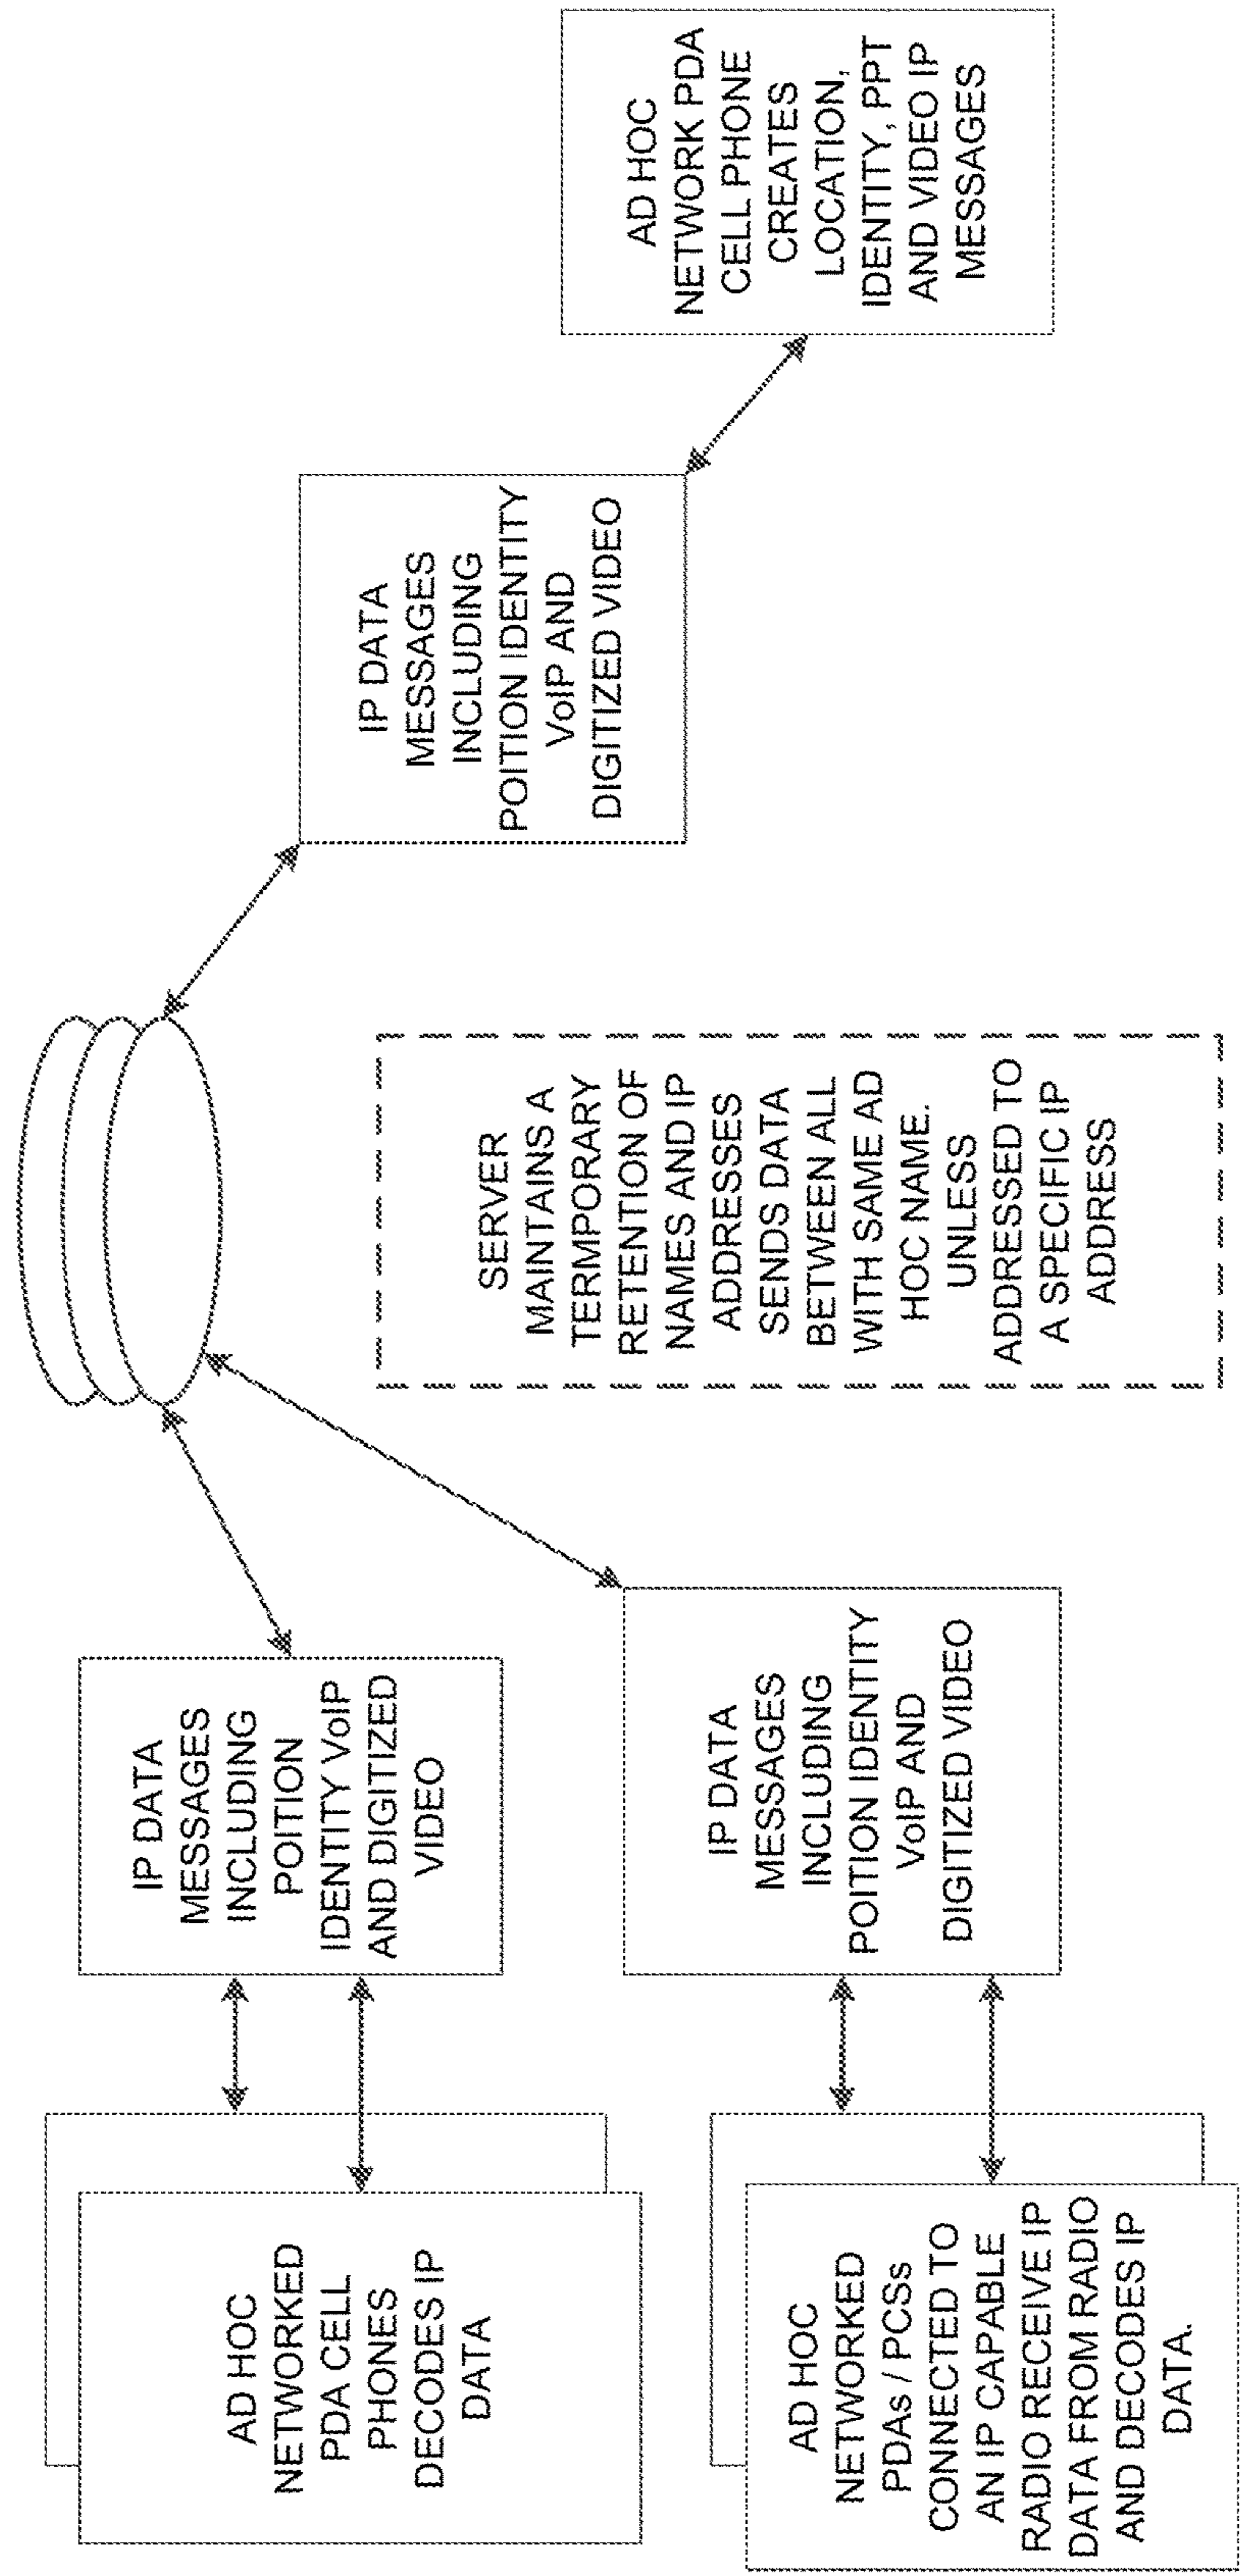 AD HOC
NETWORKED
PDA CELL
PHONES
DECODES IP
DATA
IP DATA
MESSAGES
INCLUDING
POITION
IDENTITY VoIP
AND DIGITIZED
VIDEO
AD HOC
NETWORKED
PDAs / PCSs
CONNECTED TO
AN IP CAPABLE
RADIO RECEIVE IP
DATA FROM RADIO
AND DECODES IP
DATA.
IP DATA
MESSAGES
INCLUDING
POITION IDENTITY
VoIP AND
DIGITIZED VIDEO
SERVER
MAINTAINS A
TERMPORARY
RETENTION OF
NAMES AND IP
ADDRESSES
SENDS DATA
BETWEEN ALL
WITH SAME AD
HOC NAME.
UNLESS
ADDRESSED TO
A SPECIFIC IP
ADDRESS
IP DATA
MESSAGES
INCLUDING
POITION IDENTITY
VoIP AND
DIGITIZED VIDEO
AD HOC
NETWORK PDA
CELL PHONE
CREATES
LOCATION,
IDENTITY, PPT
AND VIDEO IP
MESSAGES